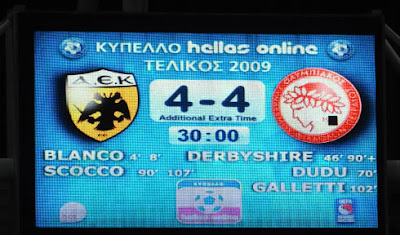 ΚΥΠΕΛΛΟ hellas online
ΤΕΛΙΚΟΣ 2009
Α.Ε.Κ
4 - 4
Additional Extra Time
30:00
BLANCO 4' 8'
DERBYSHIRE 46' 90'+
SCOCCO 90' 107'
DUDU 70'
GALLETTI 102'
ΚΥΠΕΛΛΟ